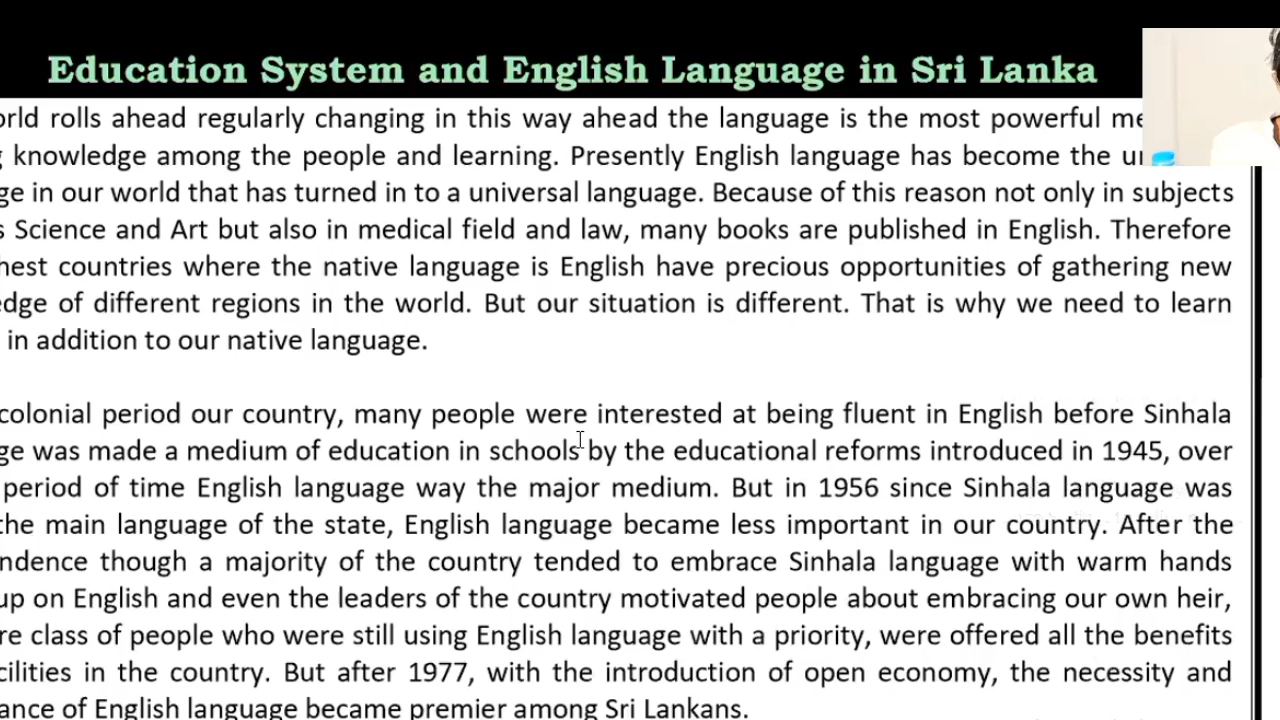 Education System and English Language in Sri Lanka
rolls ahead regularly changing in this way ahead the language is the most powerful
knowledge among the people and learning. Presently English language has become the
in our world that has turned in to a universal language. Because of this reason not only in subjects
Science and Art but also in medical field and law, many books are published in English. Therefore
countries where the native language is English have precious opportunities of gathering new
of different regions in the world. But our situation is different. That is why we need to learn
in addition to our native language.
colonial period our country, many people were interested at being fluent in English before Sinhala
was made a medium of education in schools by the educational reforms introduced in 1945, over
period of time English language way the major medium. But in 1956 since Sinhala language was
the main language of the state, English language became less important in our country. After the
though a majority of the country tended to embrace Sinhala language with warm hands
up on English and even the leaders of the country motivated people about embracing our own heir,
class of people who were still using English language with a priority, were offered all the benefits
in the country. But after 1977, with the introduction of open economy, the necessity and
of English language became premier among Sri Lankans.